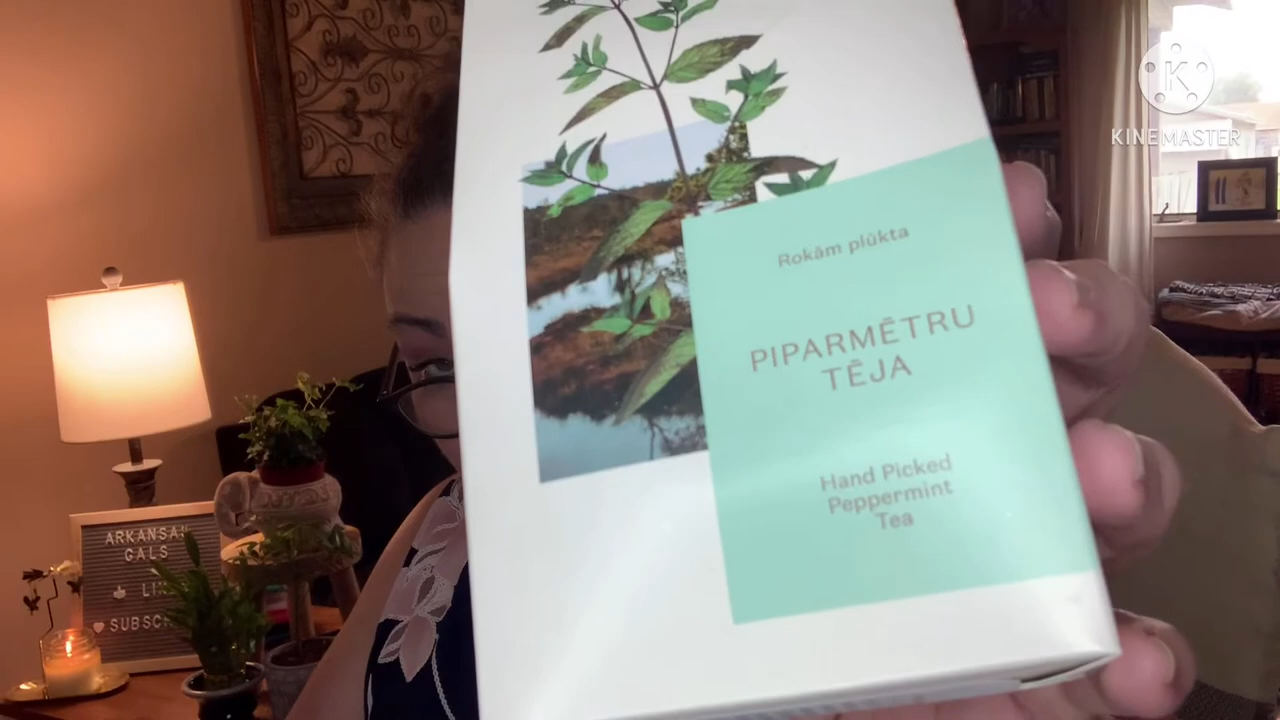 K
KINEMASTER
Rokām plūkta
PIPARMĒTRU
TĒJA
Hand Picked
Peppermint
Tea
ARKANSAS
GALS